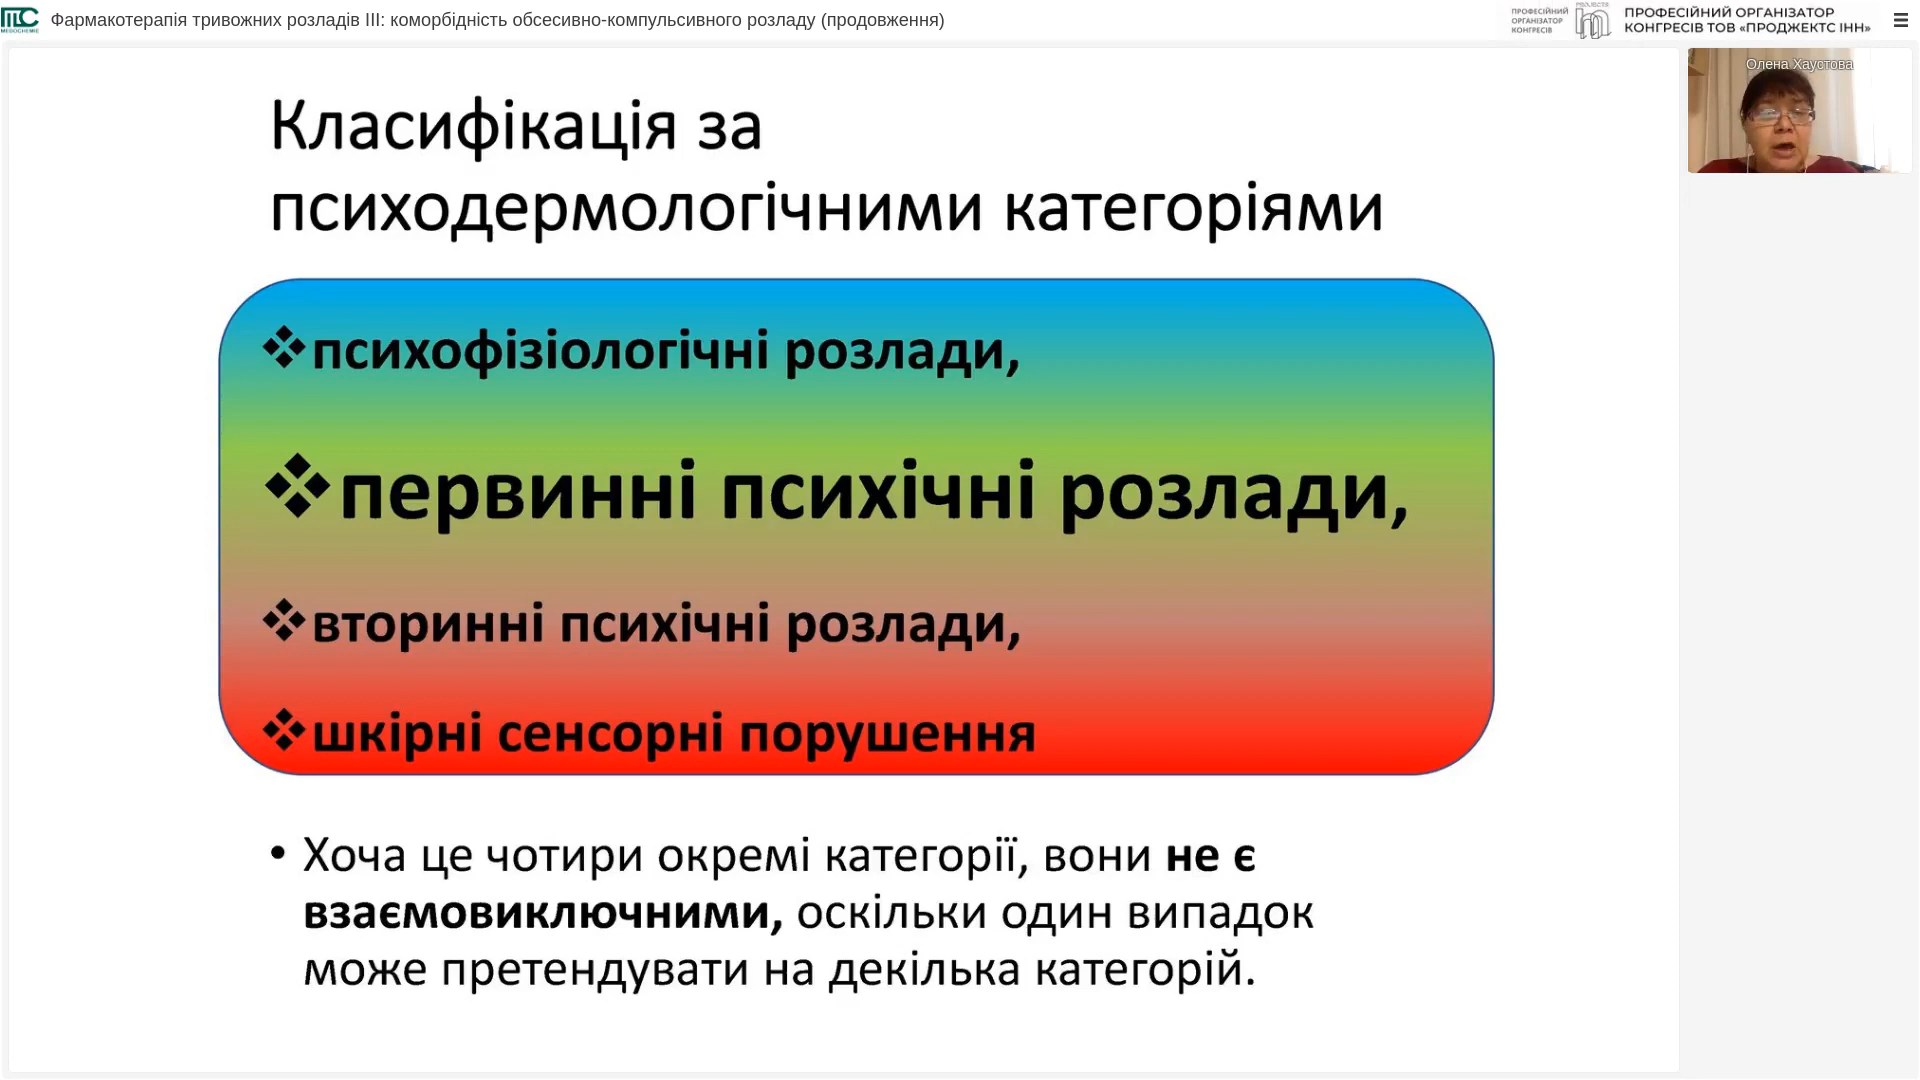 Фармакотерапія тривожних розладів III: коморбідність обсесивно-компульсивного розладу (продовження)
MEDOCHEMIE
ПРОФЕСІЙНИЙ
ОРГАНІЗАТОР
КОНГРЕСІВ
PROJECTS
ПРОФЕСІЙНИЙ ОРГАНІЗАТОР
КОНГРЕСІВ ТОВ «ПРОДЖЕКТС ІНН»
Олена Хаустова
Класифікація за
психодермологічними категоріями
❖психофізіологічні розлади,
❖первинні психічні розлади,
❖вторинні психічні розлади,
❖шкірні сенсорні порушення
• Хоча це чотири окремі категорії, вони не є
взаємовиключними, оскільки один випадок
може претендувати на декілька категорій.